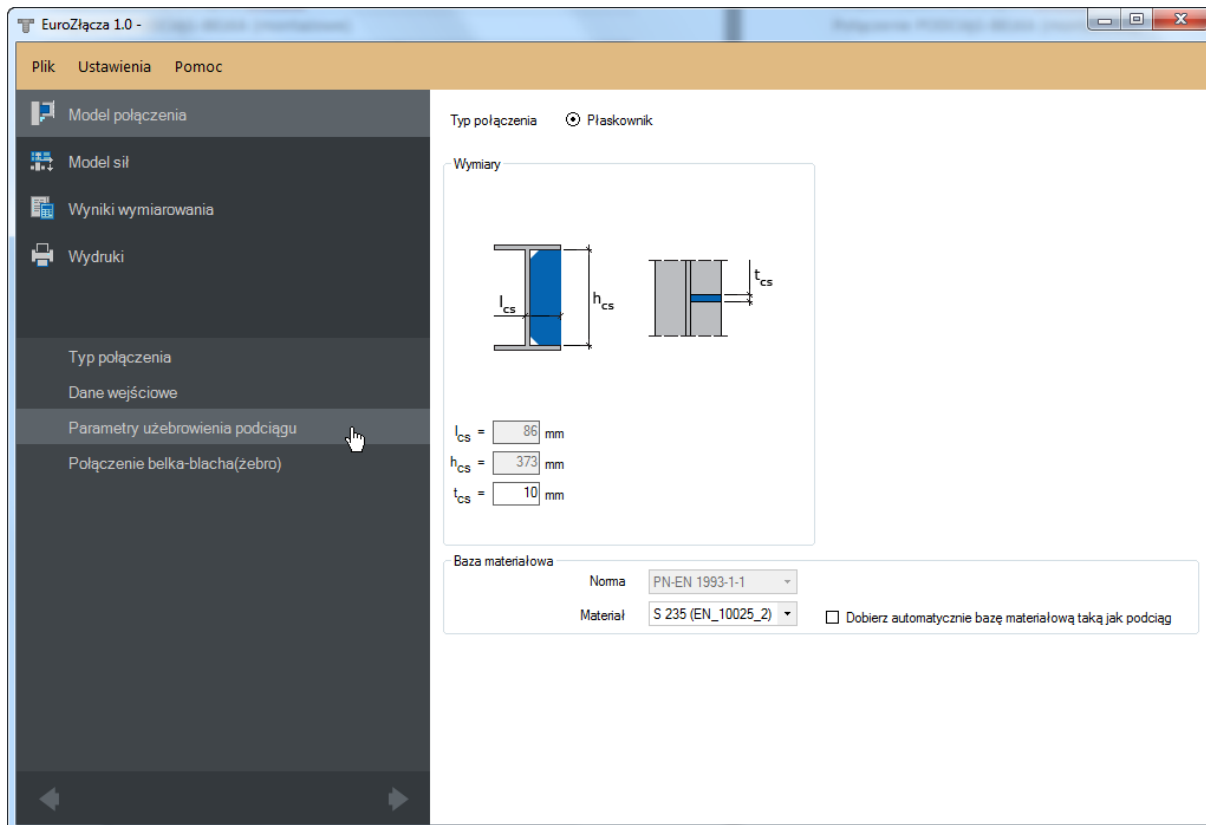 EuroZłącza 1.0 -
Plik Ustawienia Pomoc
Model połączenia
Model sił
Wyniki wymiarowania
Wydruki
Typ połączenia
Dane wejściowe
Parametry użebrowienia podciągu
Połączenie belka-blacha(żebro)
Typ połączenia Płaskownik
Wymiary
lcs hcs tcs
lcs = 86 mm
hcs = 373 mm
tcs = 10 mm
Baza materiałowa
Norma PN-EN 1993-1-1
Materiał S 235 (EN_10025_2) Dobierz automatycznie bazę materiałową taką jak podciąg